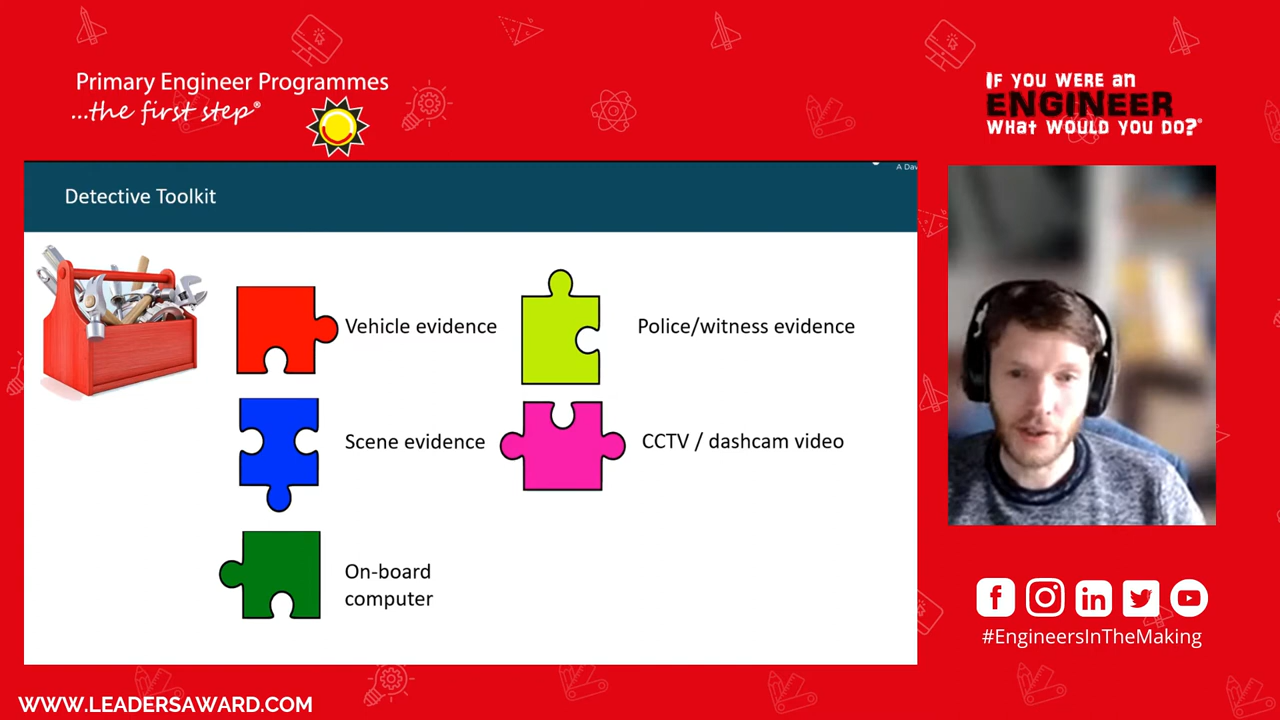 Primary Engineer Programmes
...the first step®
IF YOU WERE an
ENGINEER
WHAT WOULD YOU DO?®
A Dav
Detective Toolkit
Vehicle evidence
Police/witness evidence
Scene evidence
CCTV / dashcam video
On-board
computer
#EngineersInTheMaking
WWW.LEADERSAWARD.COM